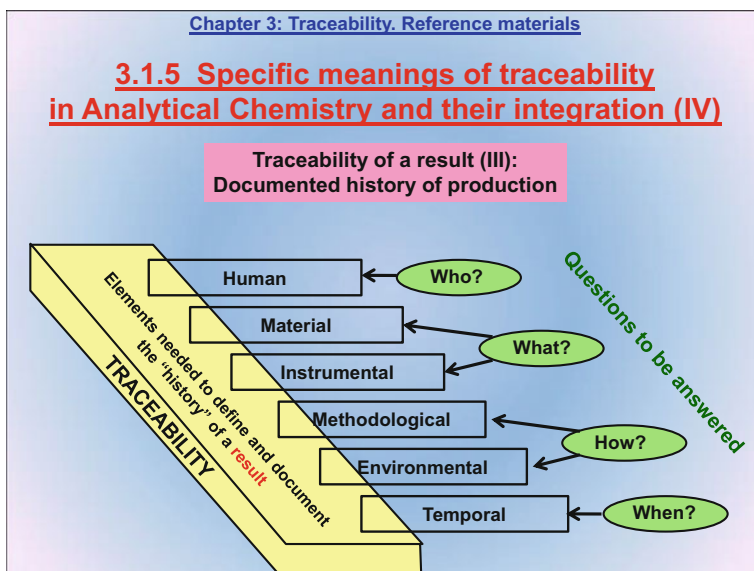 Chapter 3: Traceability. Reference materials
3.1.5 Specific meanings of traceability
in Analytical Chemistry and their integration (IV)
Traceability of a result (III):
Documented history of production
TRACEABILITY
Elements needed to define and document
the “history” of a result
Human
Who?
Material
What?
Instrumental
Methodological
How?
Environmental
Temporal
When?
Questions to be answered